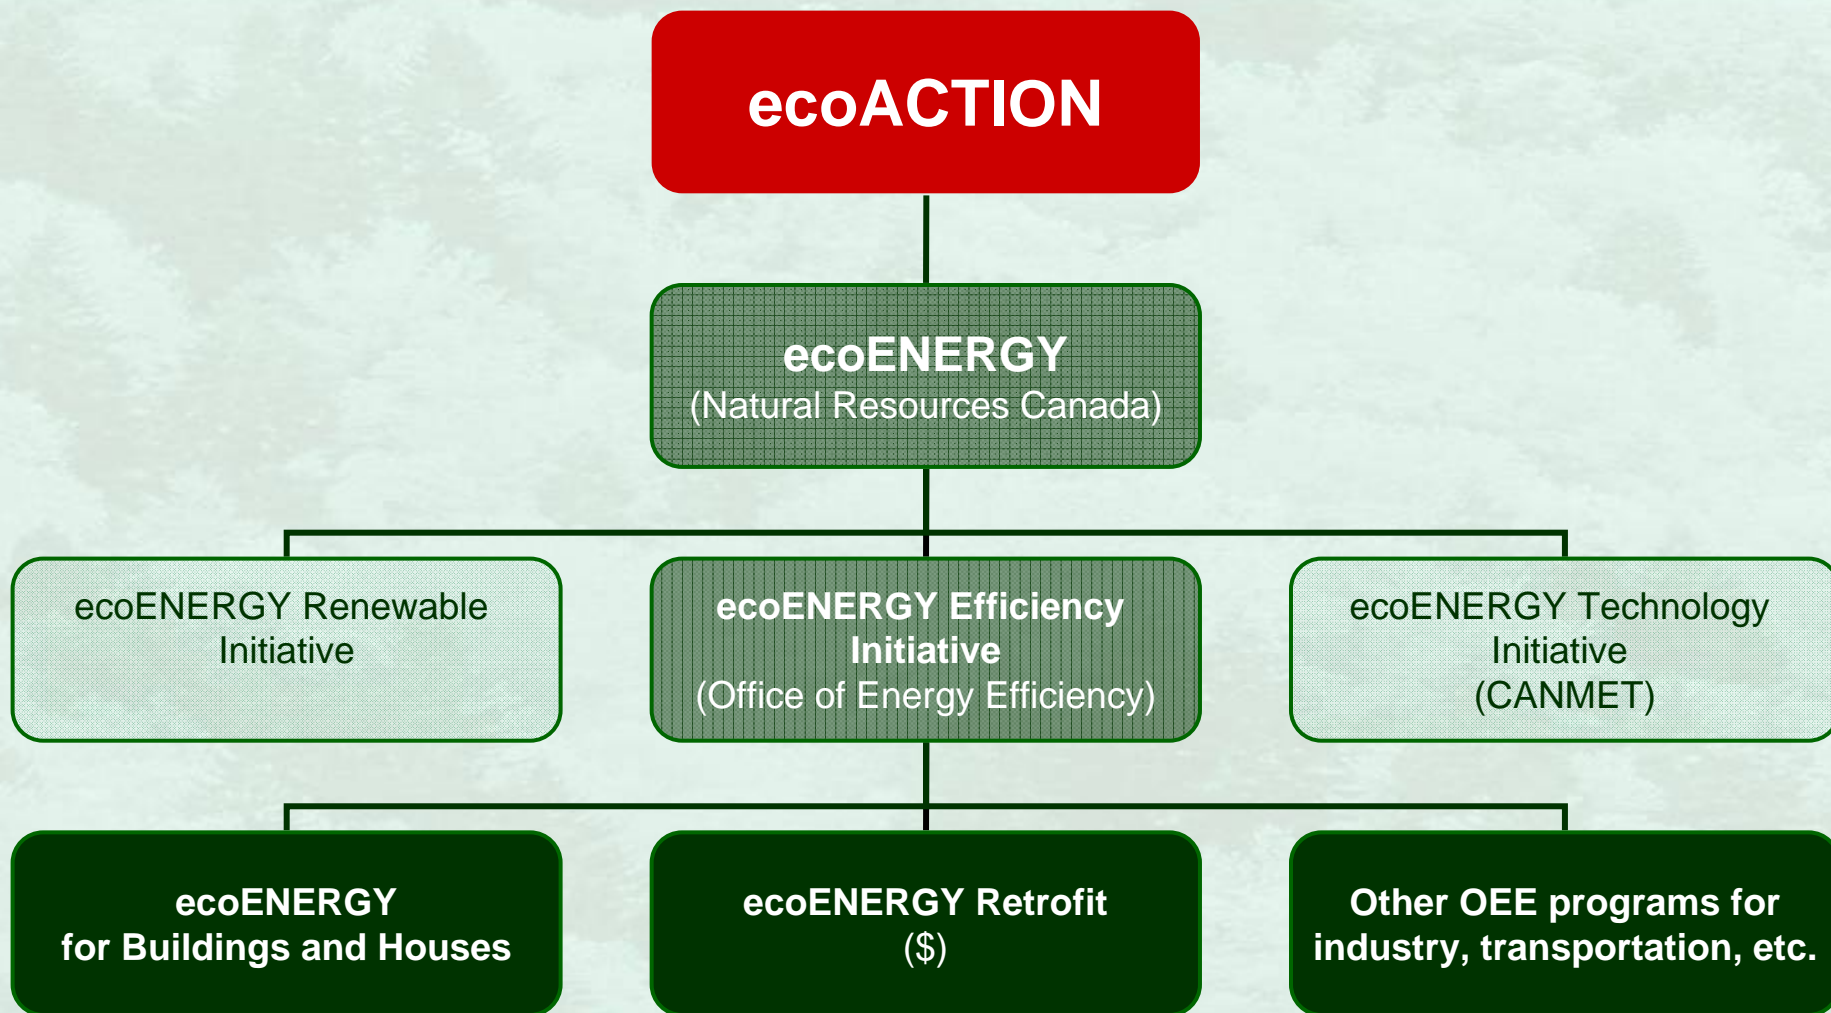 ecoACTION
ecoENERGY
(Natural Resources Canada)
ecoENERGY Renewable
Initiative
ecoENERGY Efficiency
Initiative
(Office of Energy Efficiency)
ecoENERGY Technology
Initiative
(CANMET)
ecoENERGY
for Buildings and Houses
ecoENERGY Retrofit
($)
Other OEE programs for
industry, transportation, etc.